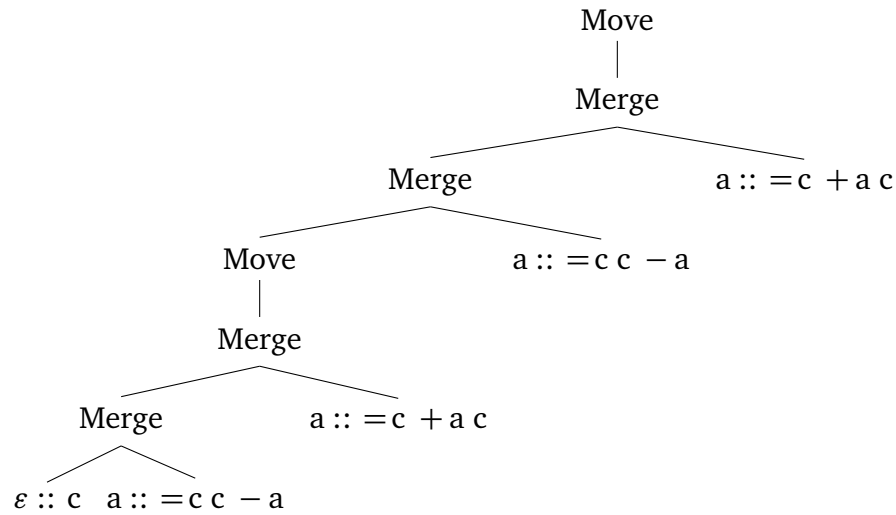 Move
Merge
Merge a :: =c +a c
Move a :: =c c −a
Merge
Merge a :: =c +a c
ε :: c a :: =c c −a